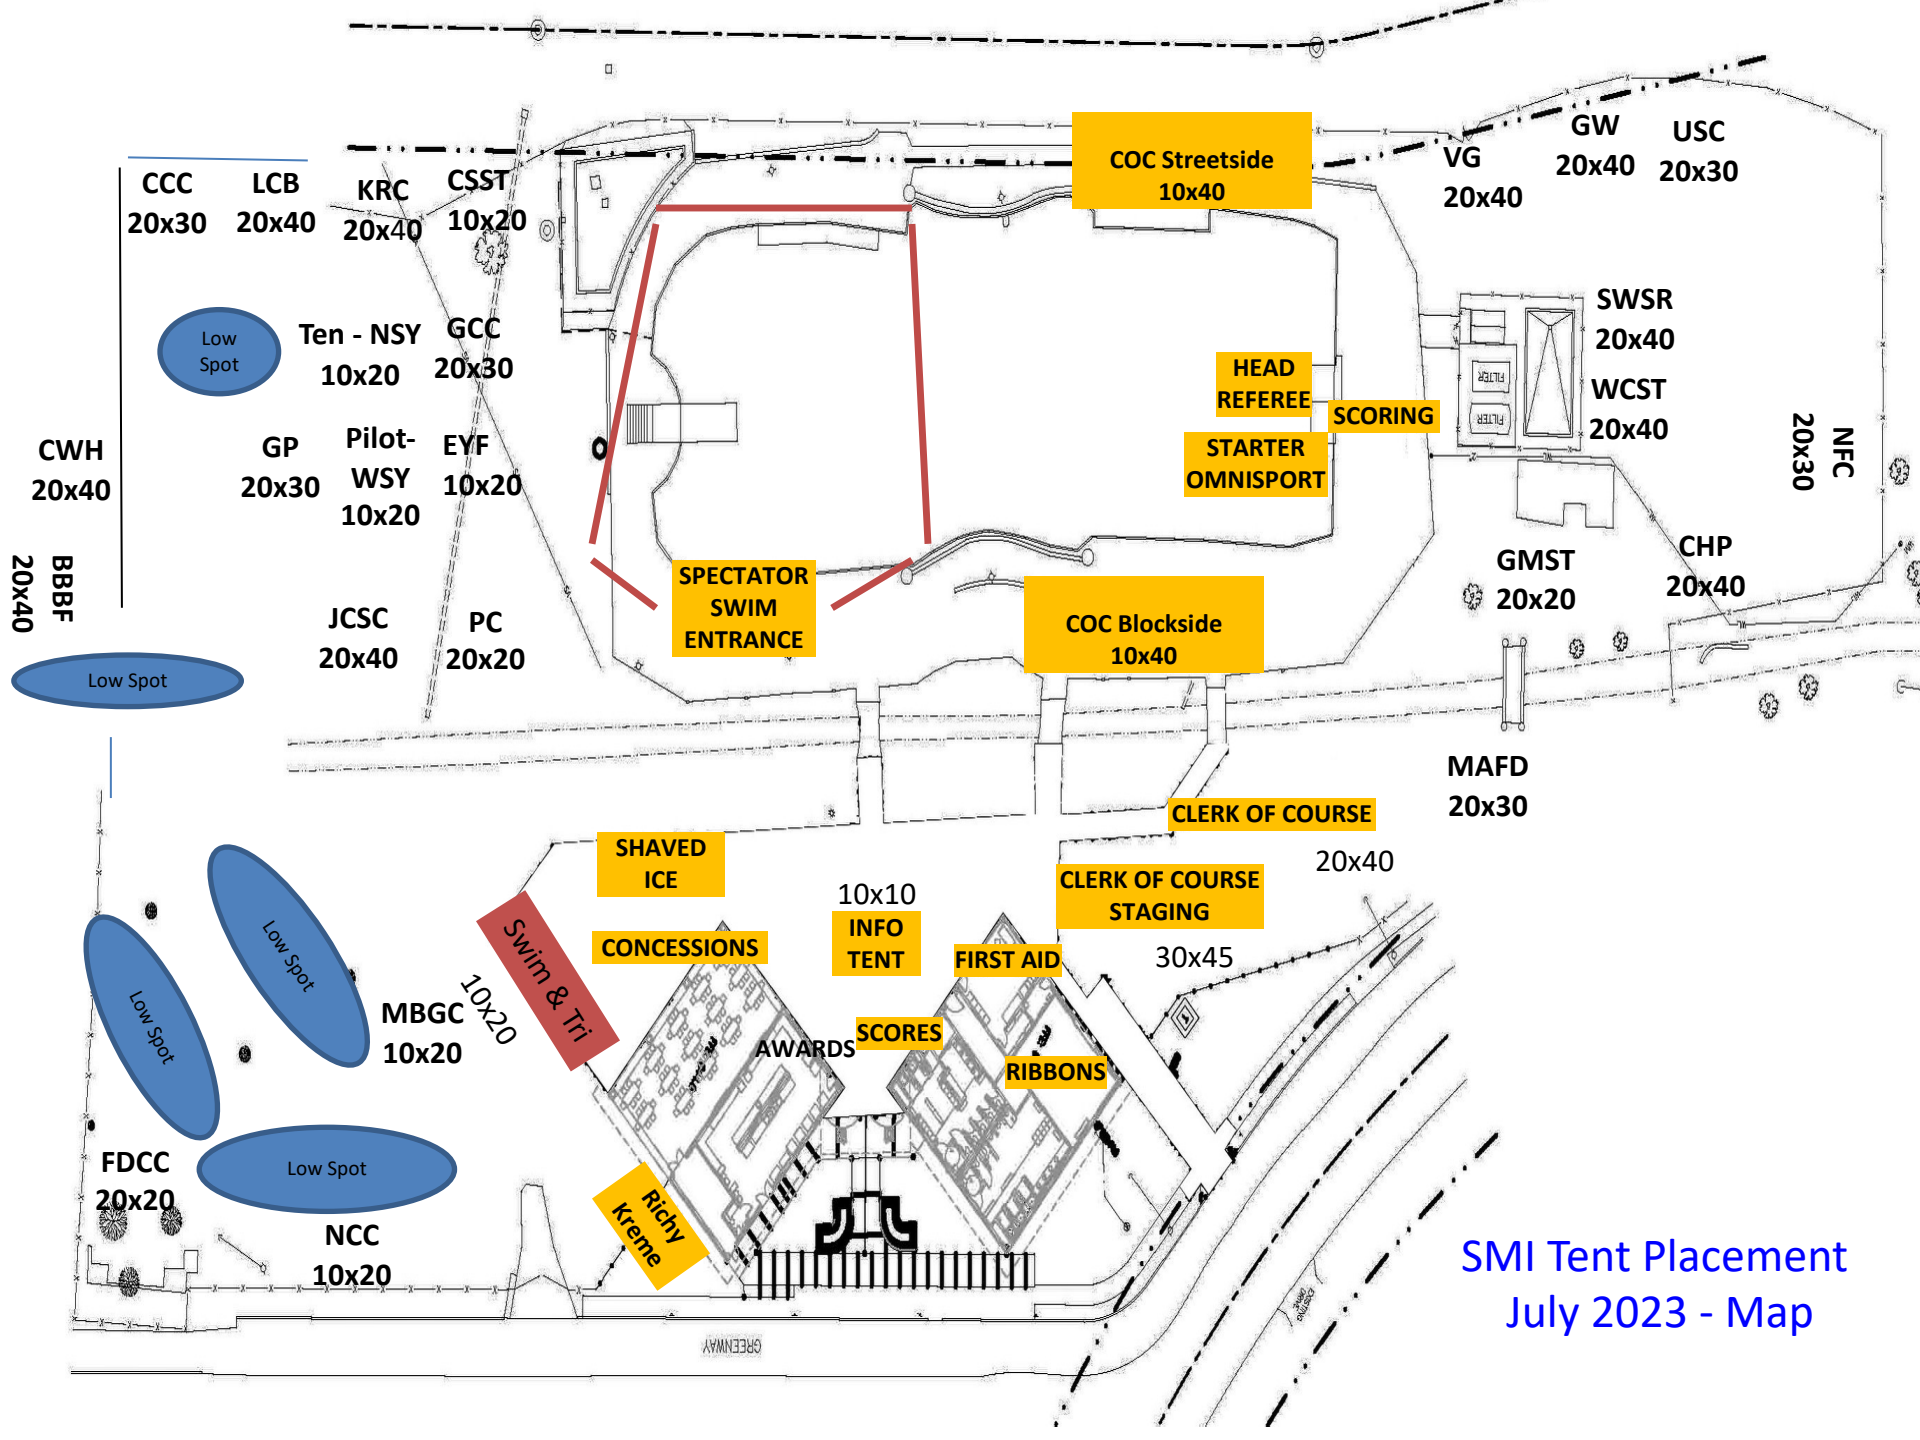 COC Streetside
10x40
GW
20x40
USC
20x30
VG
20x40
CCC
20x30
LCB
20x40
KRC
20x40
CSST
10x20
Low
Spot
Ten - NSY
10x20
GCC
20x30
SWSR
20x40
HEAD
REFEREE
SCORING
FILTER
FILTER
WCST
20x40
STARTER
OMNISPORT
NFC
20x30
CWH
20x40
GP
20x30
Pilot-
WSY
10x20
EYF
10x20
BBBF
20x40
SPECTATOR
SWIM
ENTRANCE
COC Blockside
10x40
GMST
20x20
CHP
20x40
JCSC
20x40
PC
20x20
Low Spot
MAFD
20x30
CLERK OF COURSE
20x40
SHAVED
ICE
10x10
INFO
TENT
CLERK OF COURSE
STAGING
30x45
CONCESSIONS
FIRST AID
Swim & Tri
10x20
Low Spot
Low Spot
MBGC
10x20
SCORES
AWARDS
RIBBONS
FDCC
20x20
Low Spot
Richy
Kreme
NCC
10x20
SMI Tent Placement
July 2023 - Map
EXISTING
DRIVE
GREENWAY